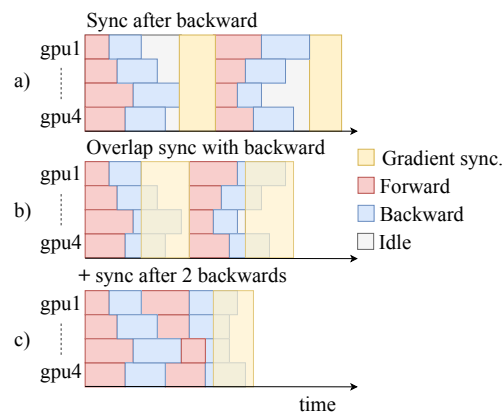 Sync after backward
gpu1
a)
gpu4
Overlap sync with backward
gpu1
b)
gpu4
Gradient sync.
Forward
Backward
Idle
+ sync after 2 backwards
gpu1
c)
gpu4
time